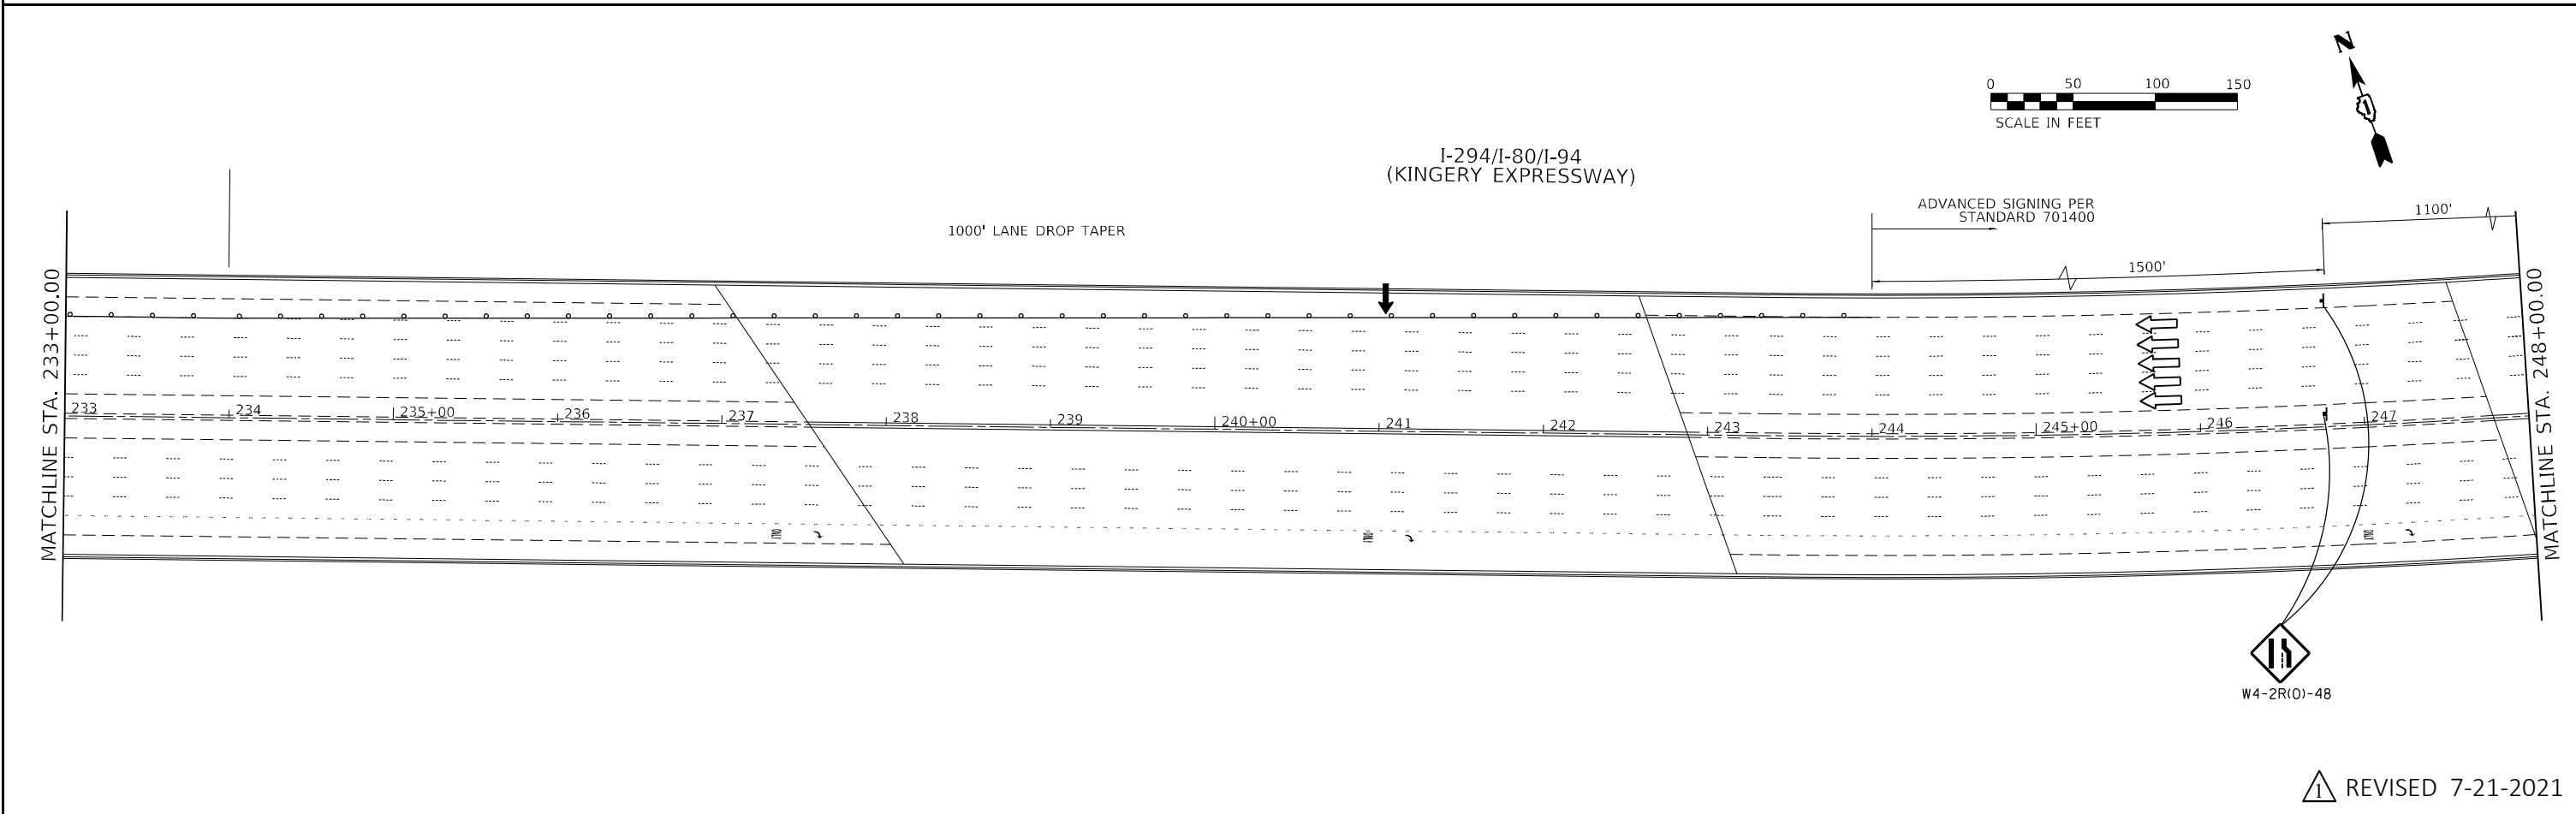 N
0 50 100 150
SCALE IN FEET
I-294/I-80/I-94
(KINGERY EXPRESSWAY)
ADVANCED SIGNING PER
STANDARD 701400
1100'
1000' LANE DROP TAPER
1500'
MATCHLINE STA. 233+00.00
MATCHLINE STA. 248+00.00
233 234 235+00 236 237 238 239 240+00 241 242 243 244 245+00 246 247
ONLY
ONLY
ONLY
W4-2R(O)-48
1 REVISED 7-21-2021